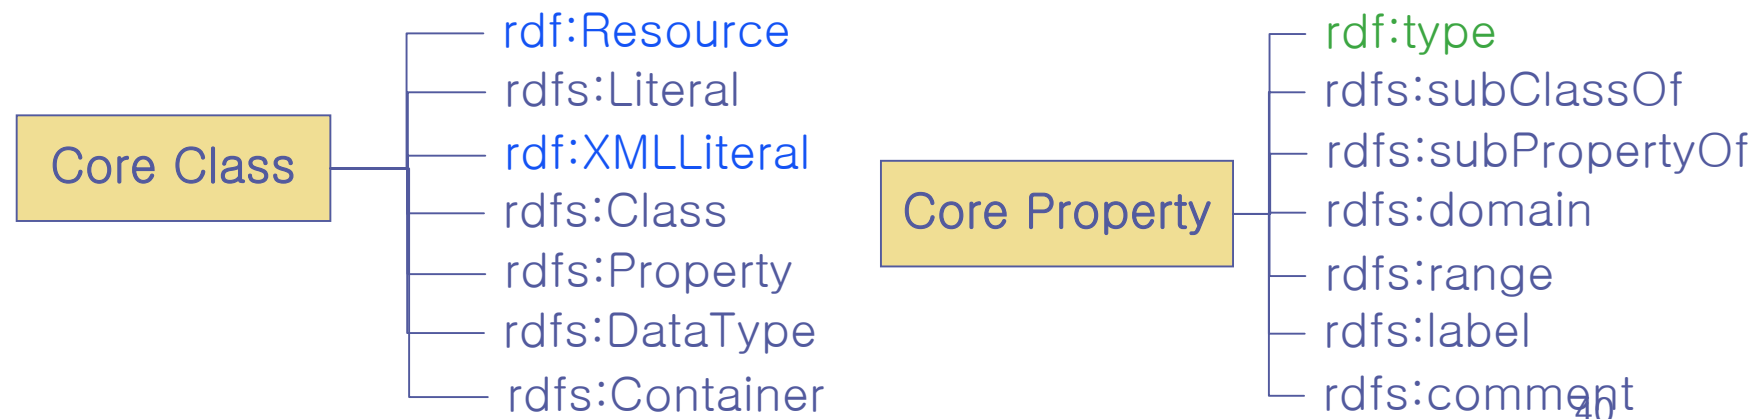 Core Class
rdf:Resource
rdfs:Literal
rdf:XMLLiteral
rdfs:Class
rdfs:Property
rdfs:DataType
rdfs:Container
Core Property
rdf:type
rdfs:subClassOf
rdfs:subPropertyOf
rdfs:domain
rdfs:range
rdfs:label
rdfs:comment
40